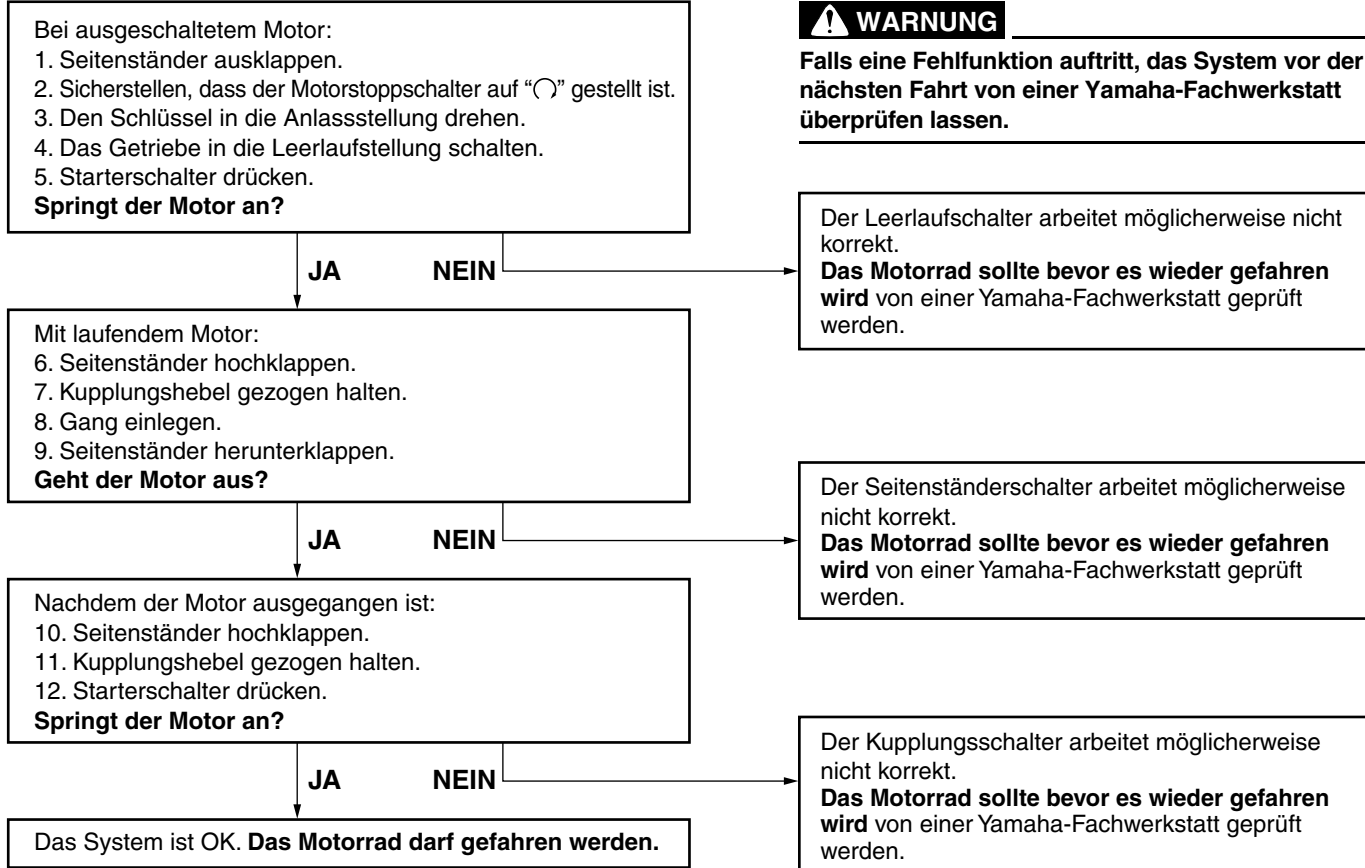 Bei ausgeschaltetem Motor:
1. Seitenständer ausklappen.
2. Sicherstellen, dass der Motorstoppschalter auf “○” gestellt ist.
3. Den Schlüssel in die Anlassstellung drehen.
4. Das Getriebe in die Leerlaufstellung schalten.
5. Starterschalter drücken.
Springt der Motor an?
WARNUNG
Falls eine Fehlfunktion auftritt, das System vor der
nächsten Fahrt von einer Yamaha-Fachwerkstatt
überprüfen lassen.
JA NEIN
Der Leerlaufschalter arbeitet möglicherweise nicht
korrekt.
Das Motorrad sollte bevor es wieder gefahren
wird von einer Yamaha-Fachwerkstatt geprüft
werden.
Mit laufendem Motor:
6. Seitenständer hochklappen.
7. Kupplungshebel gezogen halten.
8. Gang einlegen.
9. Seitenständer herunterklappen.
Geht der Motor aus?
JA NEIN
Der Seitenständerschalter arbeitet möglicherweise
nicht korrekt.
Das Motorrad sollte bevor es wieder gefahren
wird von einer Yamaha-Fachwerkstatt geprüft
werden.
Nachdem der Motor ausgegangen ist:
10. Seitenständer hochklappen.
11. Kupplungshebel gezogen halten.
12. Starterschalter drücken.
Springt der Motor an?
JA NEIN
Der Kupplungsschalter arbeitet möglicherweise
nicht korrekt.
Das Motorrad sollte bevor es wieder gefahren
wird von einer Yamaha-Fachwerkstatt geprüft
werden.
Das System ist OK. Das Motorrad darf gefahren werden.